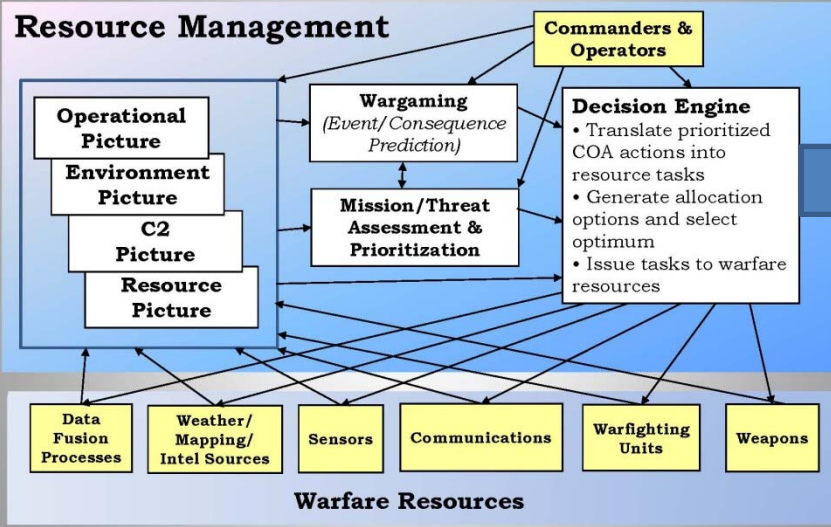 Resource Management
Commanders &
Operators
Operational
Picture
Environment
Picture
C2
Picture
Resource
Picture
Wargaming
(Event/Consequence
Prediction)
Mission/Threat
Assessment &
Prioritization
Decision Engine
• Translate prioritized
COA actions into
resource tasks
• Generate allocation
options and select
optimum
• Issue tasks to warfare
resources
Data
Fusion
Processes
Weather/
Mapping/
Intel Sources
Sensors
Communications
Warfighting
Units
Weapons
Warfare Resources